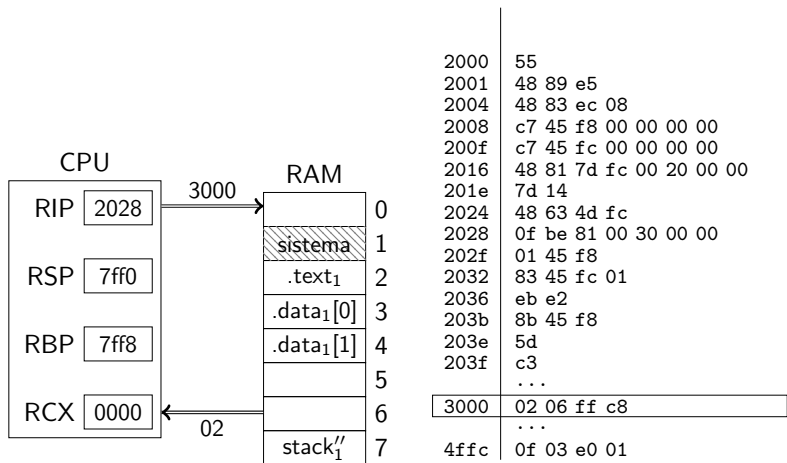 CPU
RIP 2028
RSP 7ff0
RBP 7ff8
RCX 0000
3000
02
RAM
0
sistema 1
.text₁ 2
.data₁[0] 3
.data₁[1] 4
5
6
stack″₁ 7
2000 55
2001 48 89 e5
2004 48 83 ec 08
2008 c7 45 f8 00 00 00 00
200f c7 45 fc 00 00 00 00
2016 48 81 7d fc 00 20 00 00
201e 7d 14
2024 48 63 4d fc
2028 0f be 81 00 30 00 00
202f 01 45 f8
2032 83 45 fc 01
2036 eb e2
203b 8b 45 f8
203e 5d
203f c3
...
3000 02 06 ff c8
...
4ffc 0f 03 e0 01